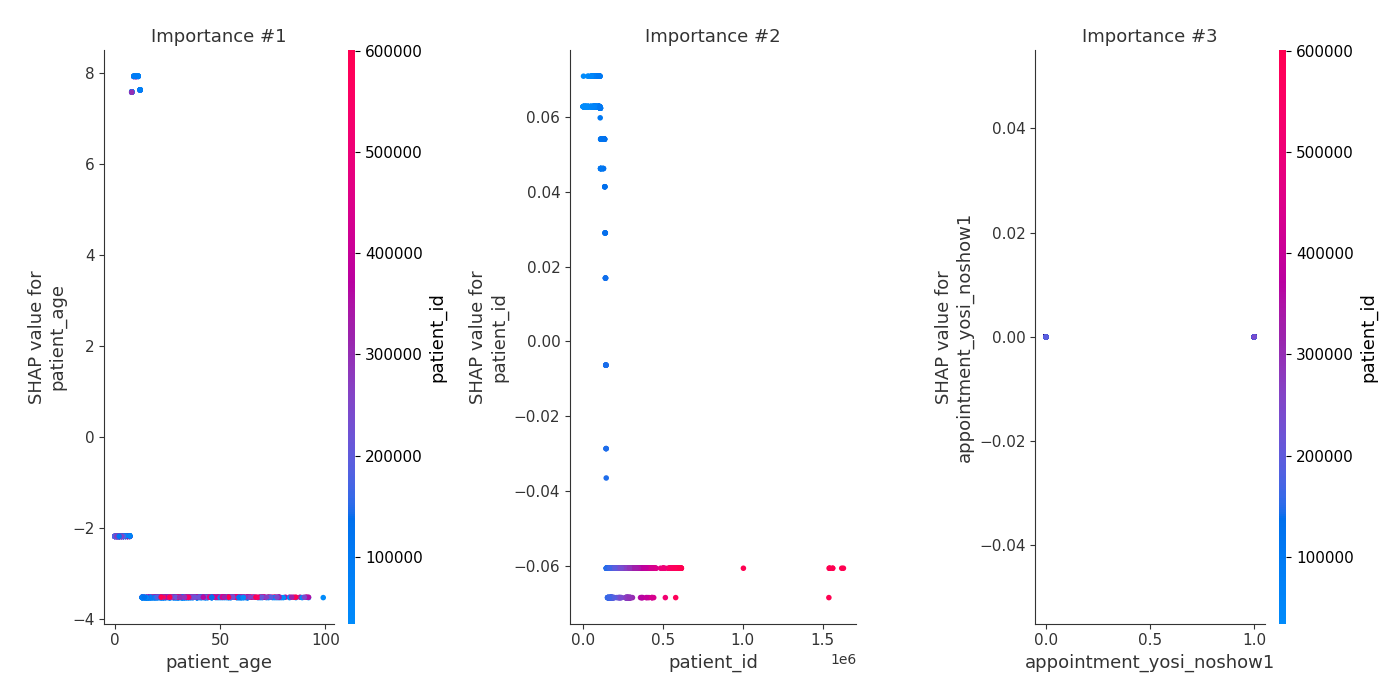 Importance #1
8
6
4
2
0
−2
−4
SHAP value for
patient_age
0
50
100
patient_age
600000
500000
400000
300000
200000
100000
patient_id
Importance #2
0.06
0.04
0.02
0.00
−0.02
−0.04
−0.06
SHAP value for
patient_id
0.0
0.5
1.0
1.5
1e6
patient_id
Importance #3
0.04
0.02
0.00
−0.02
−0.04
SHAP value for
appointment_yosi_noshow1
0.0
0.5
1.0
appointment_yosi_noshow1
600000
500000
400000
300000
200000
100000
patient_id